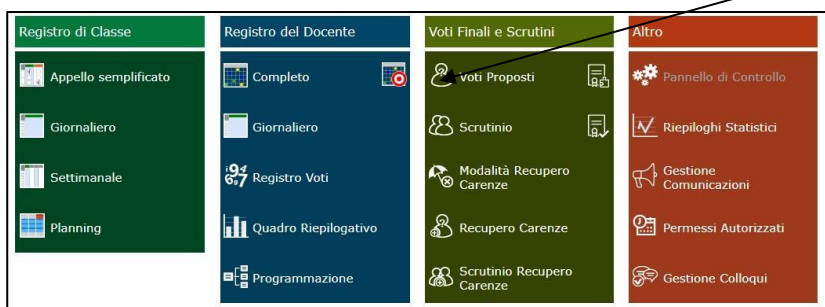 Registro di Classe
Appello semplificato
Giornaliero
Settimanale
Planning
Registro del Docente
Completo
Giornaliero
Registro Voti
Quadro Riepilogativo
Programmazione
Voti Finali e Scrutini
Voti Proposti
Scrutinio
Modalità Recupero
Carenze
Recupero Carenze
Scrutinio Recupero
Carenze
Altro
Pannello di Controllo
Riepiloghi Statistici
Gestione
Comunicazioni
Permessi Autorizzati
Gestione Colloqui